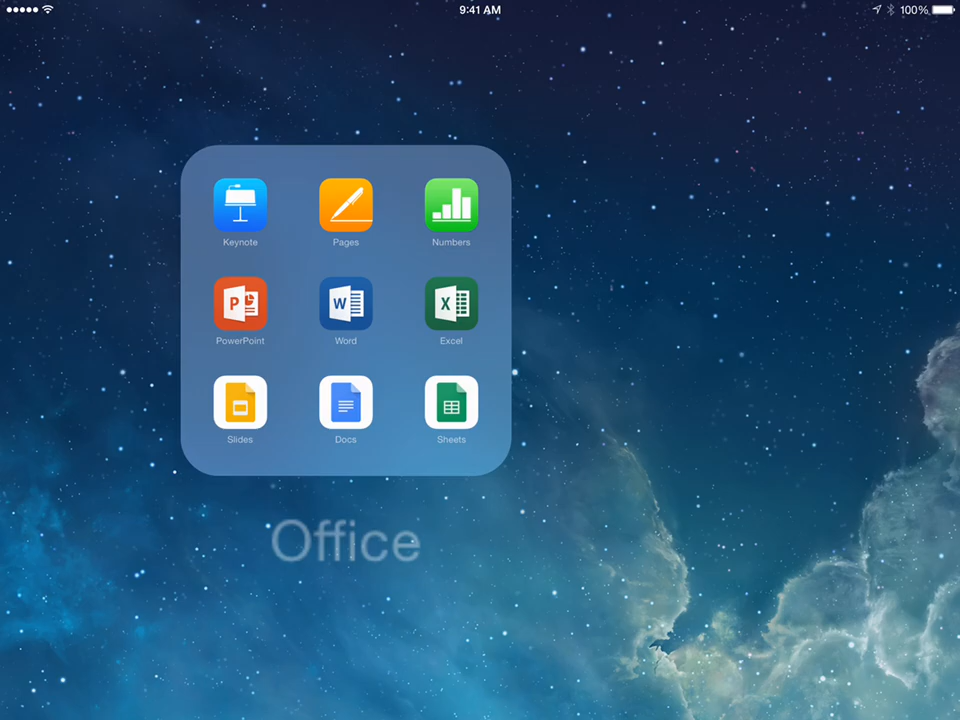 9:41 AM 100%
Keynote Pages Numbers
P W X
PowerPoint Word Excel
Slides Docs Sheets
Office